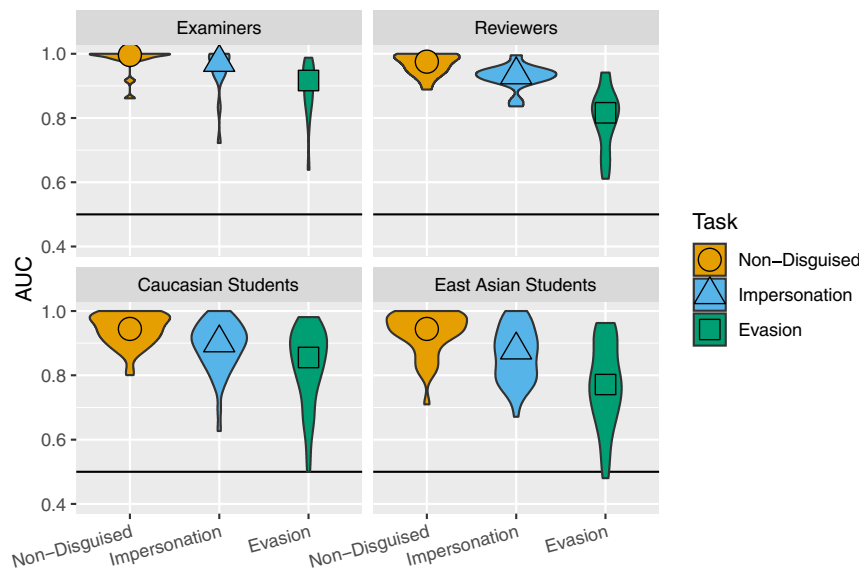 Examiners
Reviewers
1.0
0.8
0.6
0.4
AUC
Caucasian Students
East Asian Students
1.0
0.8
0.6
0.4
Non−Disguised
Impersonation
Evasion
Non−Disguised
Impersonation
Evasion
Task
Non−Disguised
Impersonation
Evasion